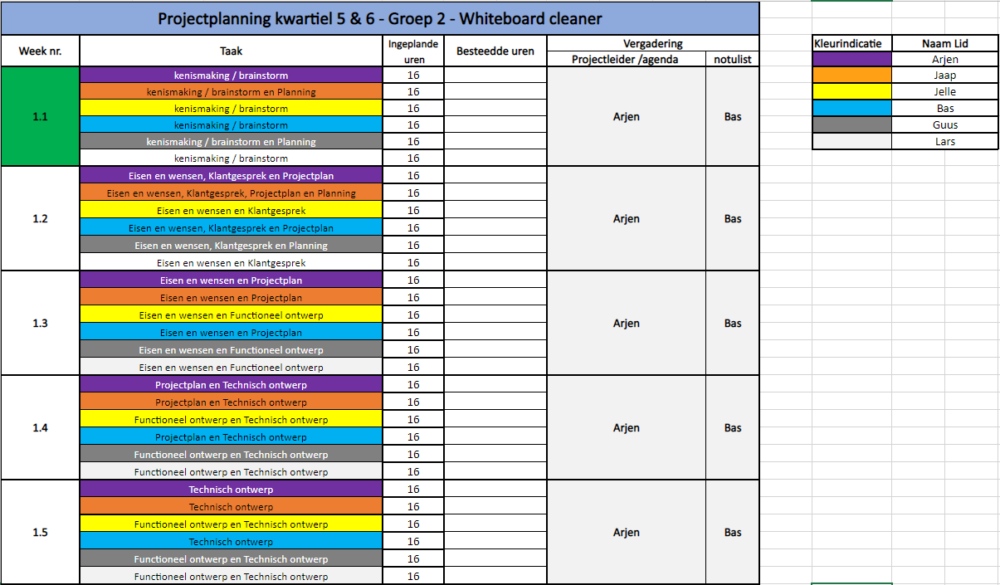 Projectplanning kwartiel 5 & 6 - Groep 2 - Whiteboard cleaner
Week nr. Taak Ingeplande uren Besteedde uren Vergadering
Projectleider /agenda notulist
1.1 Arjen Bas
kenismaking / brainstorm 16
kenismaking / brainstorm en Planning 16
kenismaking / brainstorm 16
kenismaking / brainstorm 16
kenismaking / brainstorm en Planning 16
kenismaking / brainstorm 16
1.2 Arjen Bas
Eisen en wensen, Klantgesprek en Projectplan 16
Eisen en wensen, Klantgesprek, Projectplan en Planning 16
Eisen en wensen en Klantgesprek 16
Eisen en wensen, Klantgesprek en Projectplan 16
Eisen en wensen, Klantgesprek en Planning 16
Eisen en wensen en Klantgesprek 16
1.3 Arjen Bas
Eisen en wensen en Projectplan 16
Eisen en wensen en Projectplan 16
Eisen en wensen en Functioneel ontwerp 16
Eisen en wensen en Projectplan 16
Eisen en wensen en Functioneel ontwerp 16
Eisen en wensen en Functioneel ontwerp 16
1.4 Arjen Bas
Projectplan en Technisch ontwerp 16
Projectplan en Technisch ontwerp 16
Functioneel ontwerp en Technisch ontwerp 16
Projectplan en Technisch ontwerp 16
Functioneel ontwerp en Technisch ontwerp 16
Functioneel ontwerp en Technisch ontwerp 16
1.5 Arjen Bas
Technisch ontwerp 16
Technisch ontwerp 16
Functioneel ontwerp en Technisch ontwerp 16
Technisch ontwerp 16
Functioneel ontwerp en Technisch ontwerp 16
Functioneel ontwerp en Technisch ontwerp 16
Kleurindicatie Naam Lid
Arjen
Jaap
Jelle
Bas
Guus
Lars